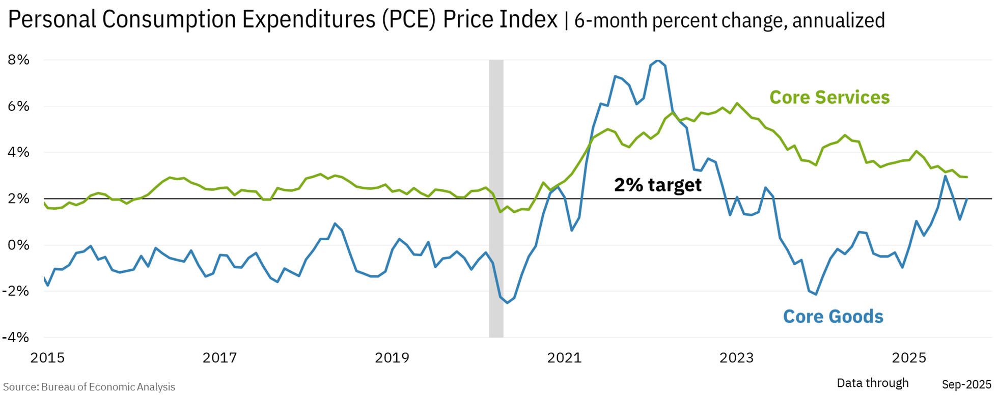 Personal Consumption Expenditures (PCE) Price Index | 6-month percent change, annualized
8%
6%
Core Services
4%
2% target
2%
0%
-2%
Core Goods
-4%
2015 2017 2019 2021 2023 2025
Source: Bureau of Economic Analysis
Data through Sep-2025